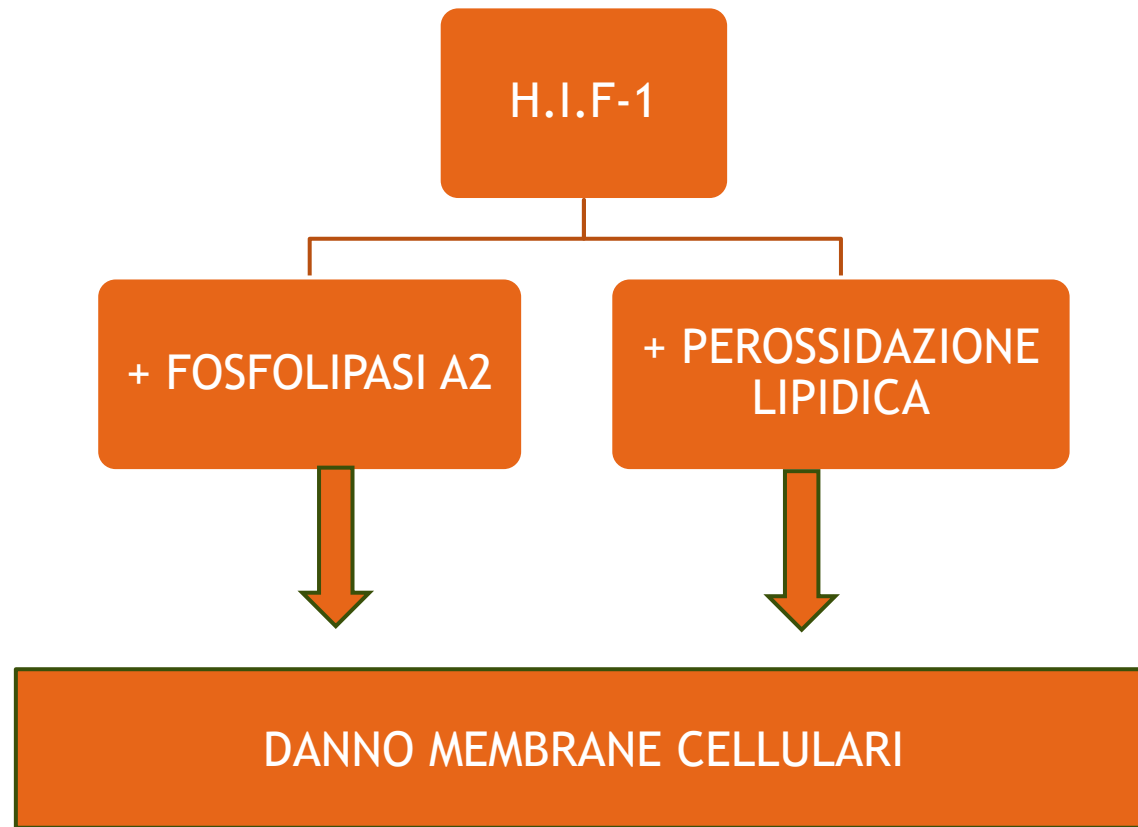 H.I.F-1
+ FOSFOLIPASI A2
+ PEROSSIDAZIONE
LIPIDICA
DANNO MEMBRANE CELLULARI